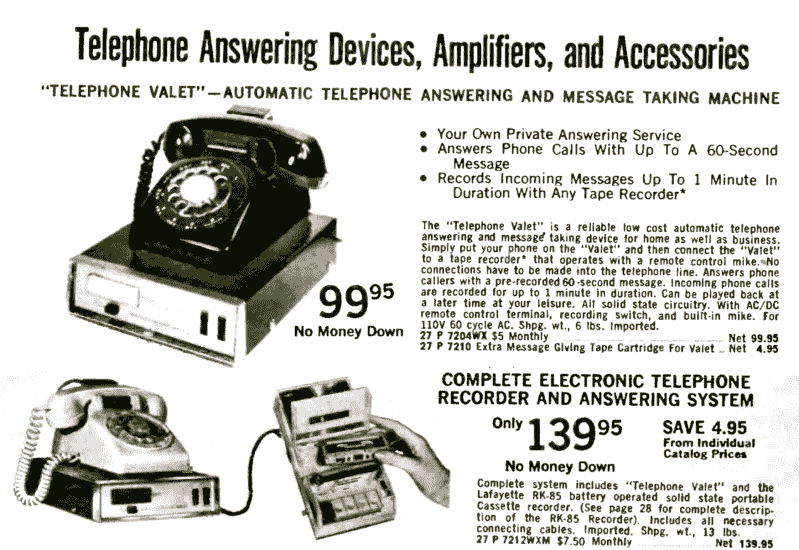 Telephone Answering Devices, Amplifiers, and Accessories
"TELEPHONE VALET"—AUTOMATIC TELEPHONE ANSWERING AND MESSAGE TAKING MACHINE
● Your Own Private Answering Service
● Answers Phone Calls With Up To A 60-Second
Message
● Records Incoming Messages Up To 1 Minute In
Duration With Any Tape Recorder*
The "Telephone Valet" is a reliable low cost automatic telephone
answering and message taking device for home as well as business.
Simply put your phone on the "Valet" and then connect the "Valet"
to a tape recorder* that operates with a remote control mike. No
connections have to be made into the telephone line. Answers phone
callers with a pre-recorded 60-second message. Incoming phone calls
are recorded for up to 1 minute in duration. Can be played back at
a later time at your leisure. All solid state circuitry. With AC/DC
remote control terminal, recording switch, and built-in mike. For
110V 60 cycle AC. Shpg. wt., 6 lbs. Imported.
27 P 7204WX $5 Monthly Net 99.95
27 P 7210 Extra Message Giving Tape Cartridge For Valet Net 4.95
99 95
No Money Down
COMPLETE ELECTRONIC TELEPHONE
RECORDER AND ANSWERING SYSTEM
Only 139 95
No Money Down
SAVE 4.95
From Individual
Catalog Prices
Complete system includes "Telephone Valet" and the
Lafayette RK-85 battery operated solid state portable
Cassette recorder. (See page 28 for complete descrip-
tion of the RK-85 Recorder). Includes all necessary
connecting cables. Imported. Shpg. wt., 13 lbs.
27 P 7212WXM $7.50 Monthly Net 139.95